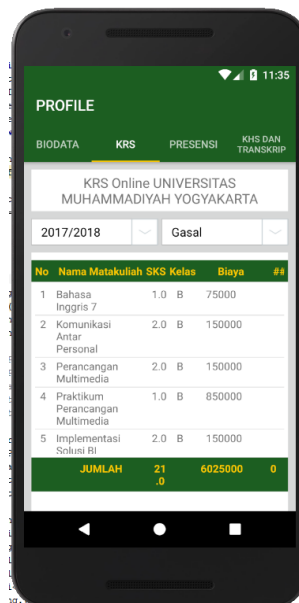 11:35
PROFILE
BIODATA KRS PRESENSI KHS DAN TRANSKRIP
KRS Online UNIVERSITAS
MUHAMMADIYAH YOGYAKARTA
2017/2018 Gasal
No Nama Matakuliah SKS Kelas Biaya ##
1 Bahasa Inggris 7 1.0 B 75000
2 Komunikasi Antar Personal 2.0 B 150000
3 Perancangan Multimedia 2.0 B 150000
4 Praktikum Perancangan Multimedia 1.0 B 850000
5 Implementasi Solusi BI 2.0 B 150000
JUMLAH 21.0 6025000 0